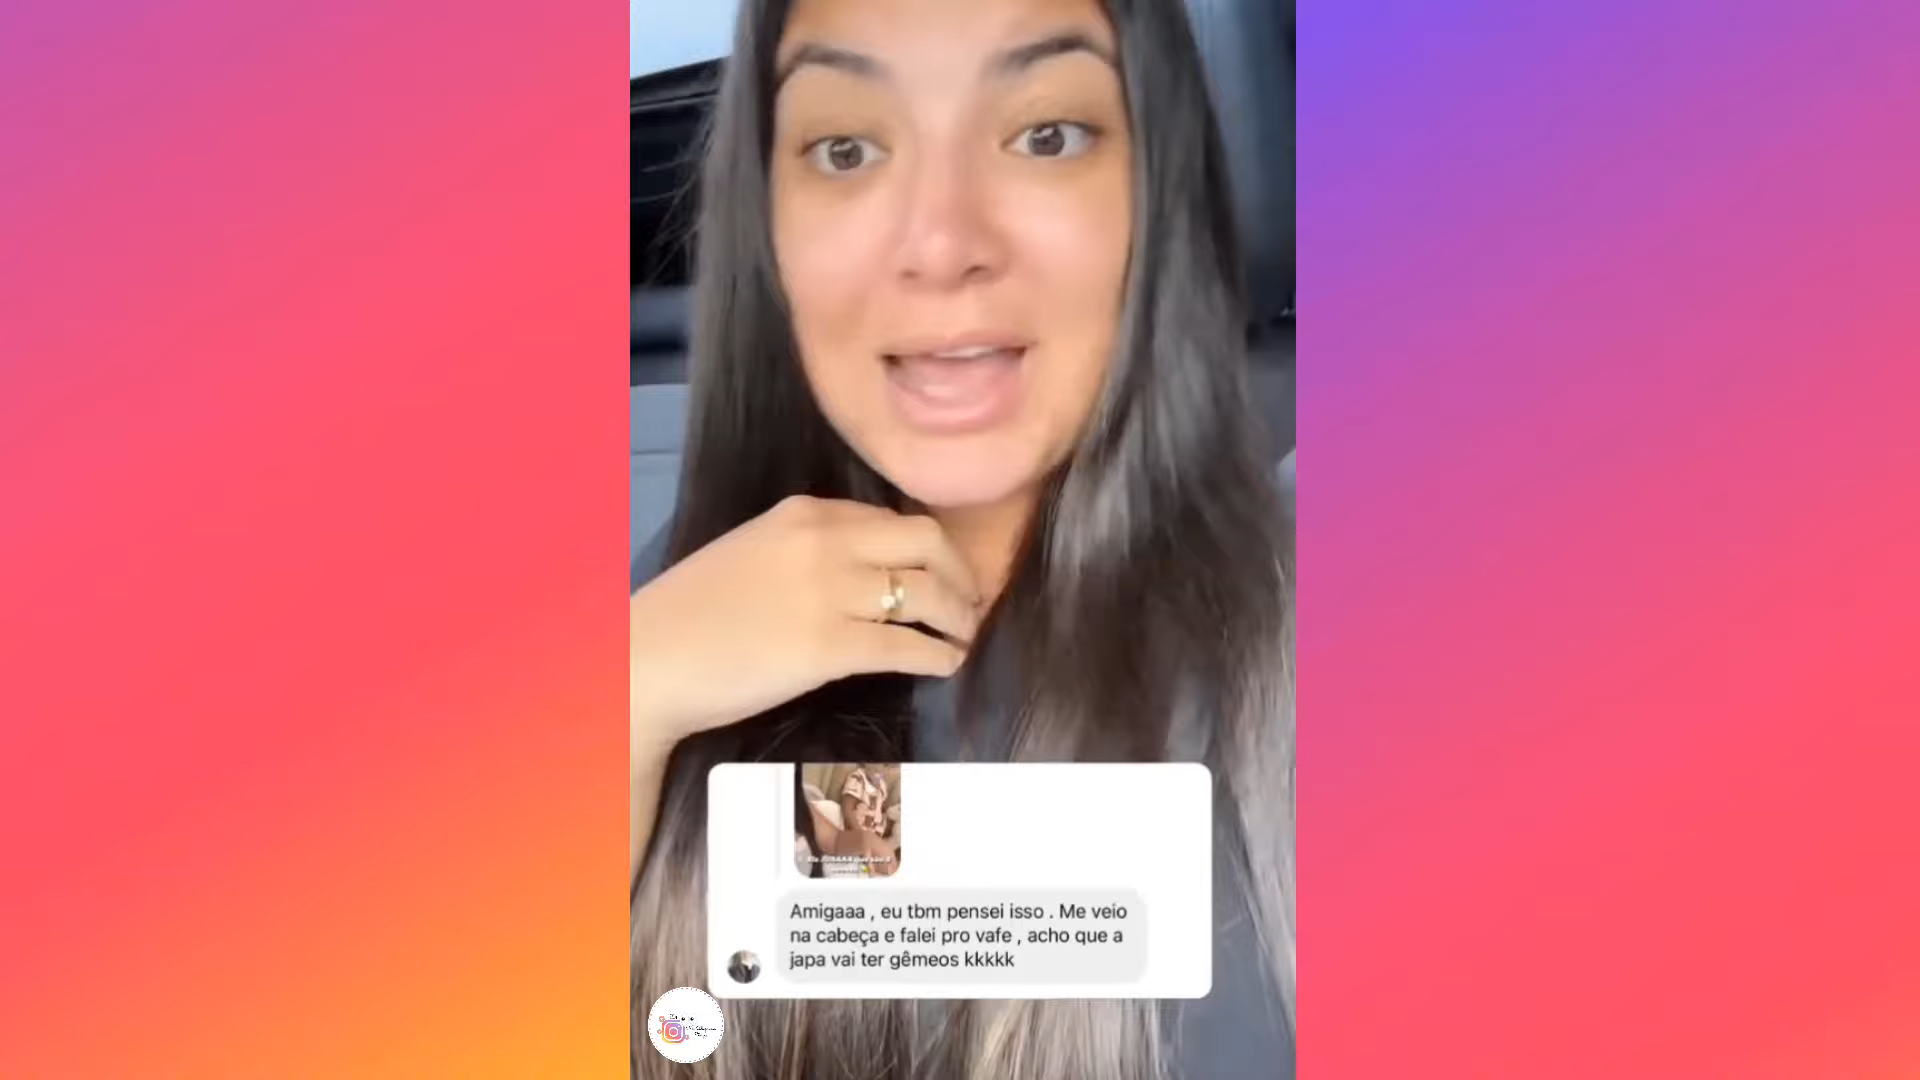 Amigaaa , eu tbm pensei isso . Me veio
na cabeça e falei pro vafe , acho que a
japa vai ter gêmeos kkkkk